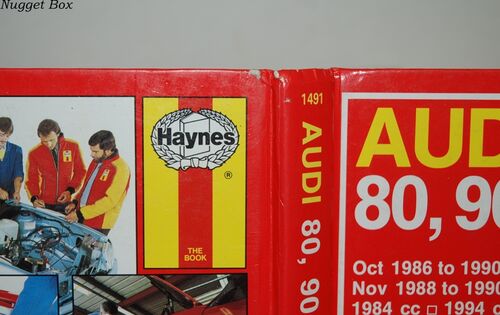 Nugget Box
Haynes
®
THE
BOOK
1491
AUDI 80, 90
AUD
80, 90
Oct 1986 to 1990
Nov 1988 to 1990
1984 cc □ 1994 c